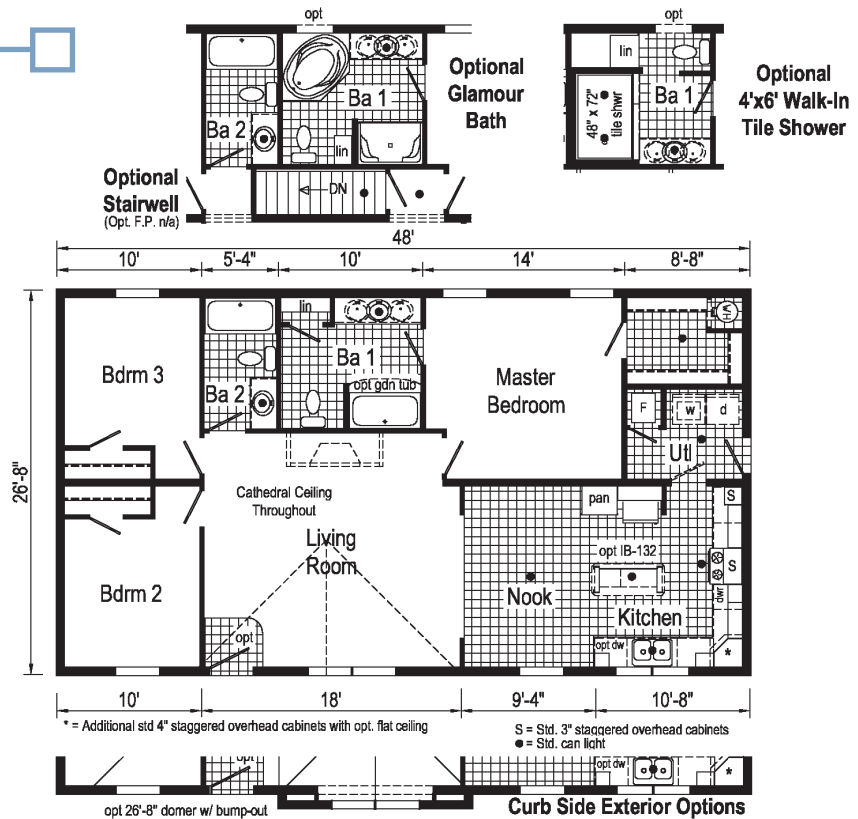 opt
Ba 1
Ba 2
lin
Optional
Glamour
Bath
opt
lin
Ba 1
48" x 72"
tile shwr
Optional
4'x6' Walk-In
Tile Shower
Optional
Stairwell
(Opt. F.P. n/a)
DN
48'
10'
5'-4"
10'
14'
8'-8"
26'-8"
Bdrm 3
Ba 2
lin
Ba 1
opt gdn tub
Master
Bedroom
WH
F
w
d
Utl
Cathedral Ceiling
Throughout
Living
Room
Bdrm 2
opt
pan
opt IB-132
Nook
Kitchen
S
S
dwr
opt dw
*
10'
18'
9'-4"
10'-8"
* = Additional std 4" staggered overhead cabinets with opt. flat ceiling
S = Std. 3" staggered overhead cabinets
● = Std. can light
opt
opt dw
*
opt 26'-8" domer w/ bump-out
Curb Side Exterior Options